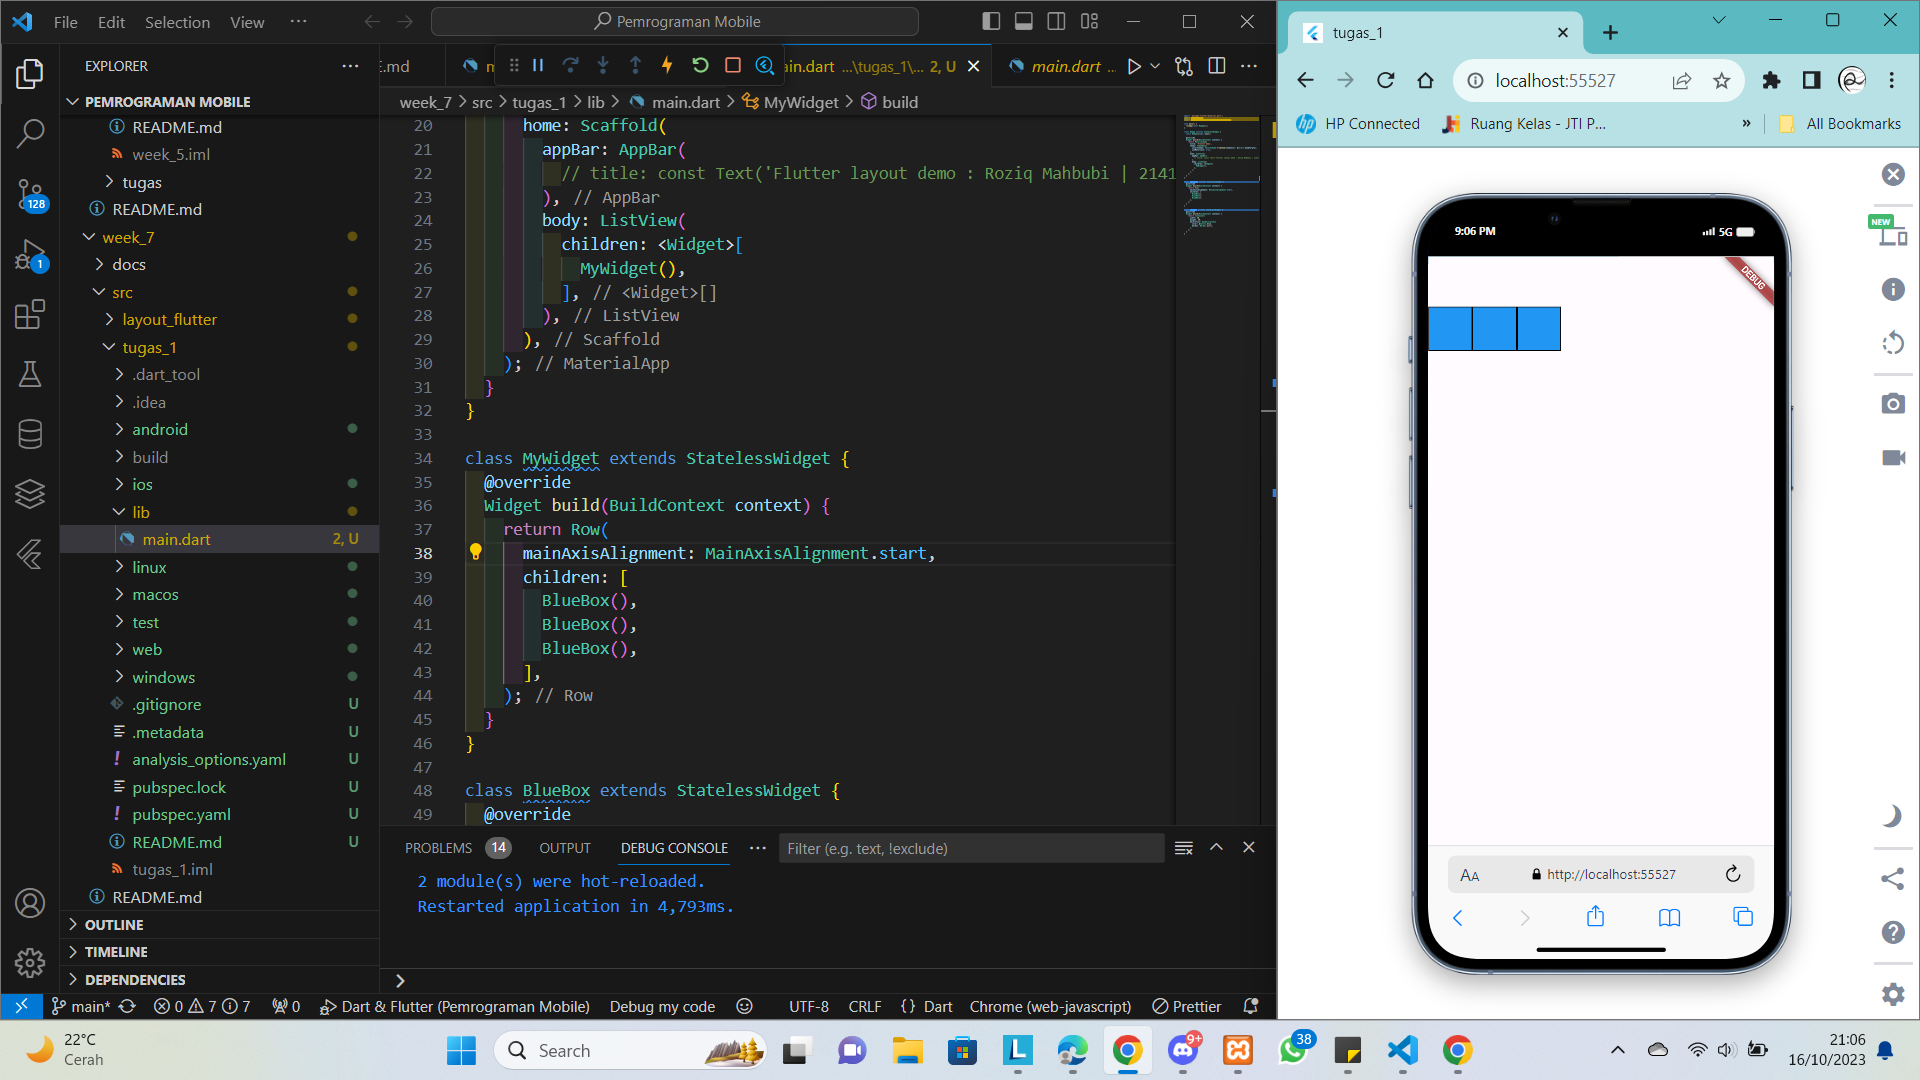 File Edit Selection View ···
Pemrograman Mobile
EXPLORER
PEMROGRAMAN MOBILE
README.md
week_5.iml
tugas
README.md
week_7
docs
src
layout_flutter
tugas_1
.dart_tool
.idea
android
build
ios
lib
main.dart 2, U
linux
macos
test
web
windows
.gitignore U
.metadata U
analysis_options.yaml U
pubspec.lock U
pubspec.yaml U
README.md U
tugas_1.iml
README.md
OUTLINE
TIMELINE
DEPENDENCIES
128
1
.md
ain.dart ...\tugas_1\... 2, U
main.dart ...
week_7 > src > tugas_1 > lib > main.dart > MyWidget > build
20 home: Scaffold(
21 appBar: AppBar(
22 // title: const Text('Flutter layout demo : Roziq Mahbubi | 2141
23 ), // AppBar
24 body: ListView(
25 children: <Widget>[
26 MyWidget(),
27 ], // <Widget>[]
28 ), // ListView
29 ), // Scaffold
30 ); // MaterialApp
31 }
32 }
33
34 class MyWidget extends StatelessWidget {
35 @override
36 Widget build(BuildContext context) {
37 return Row(
38 mainAxisAlignment: MainAxisAlignment.start,
39 children: [
40 BlueBox(),
41 BlueBox(),
42 BlueBox(),
43 ],
44 ); // Row
45 }
46 }
47
48 class BlueBox extends StatelessWidget {
49 @override
PROBLEMS 14 OUTPUT DEBUG CONSOLE ···
Filter (e.g. text, !exclude)
2 module(s) were hot-reloaded.
Restarted application in 4,793ms.
main* 0 7 7 0 Dart & Flutter (Pemrograman Mobile) Debug my code UTF-8 CRLF {} Dart Chrome (web-javascript) Prettier
tugas_1
localhost:55527
HP Connected Ruang Kelas - JTI P... » All Bookmarks
9:06 PM 5G
DEBUG
NEW
AA http://localhost:55527
22°C
Cerah
Search
9+
38
21:06
16/10/2023